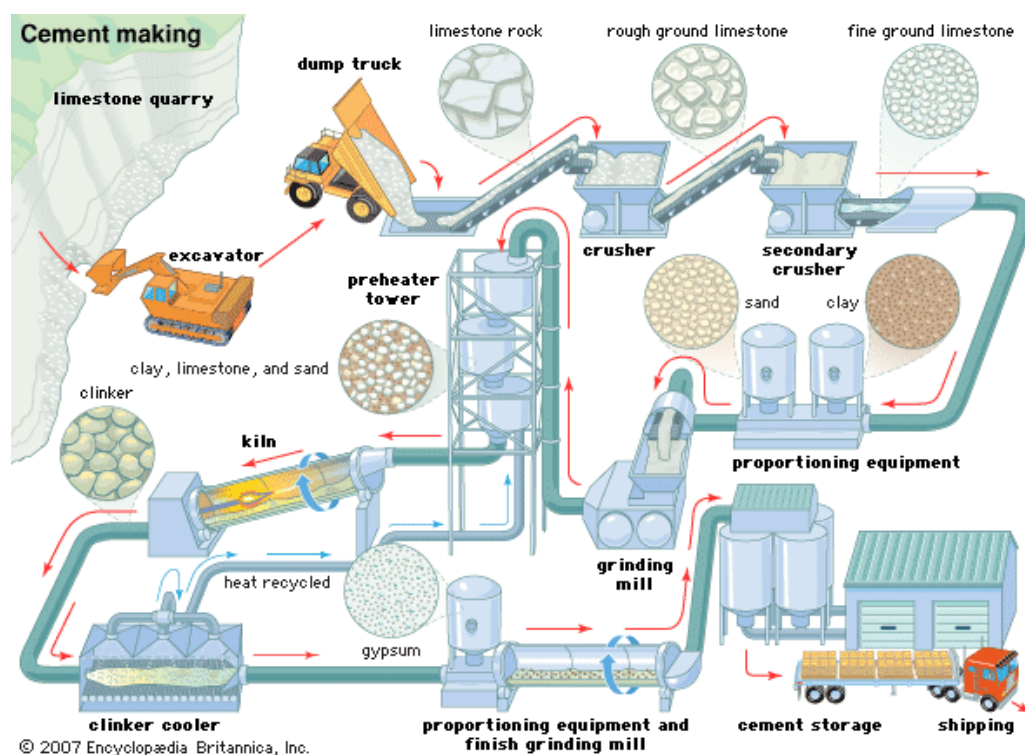 Cement making
limestone quarry
dump truck
limestone rock
rough ground limestone
fine ground limestone
excavator
crusher
secondary
crusher
preheater
tower
sand
clay
clay, limestone, and sand
clinker
kiln
proportioning equipment
grinding
mill
heat recycled
gypsum
clinker cooler
proportioning equipment and
finish grinding mill
cement storage
shipping
© 2007 Encyclopædia Britannica, Inc.